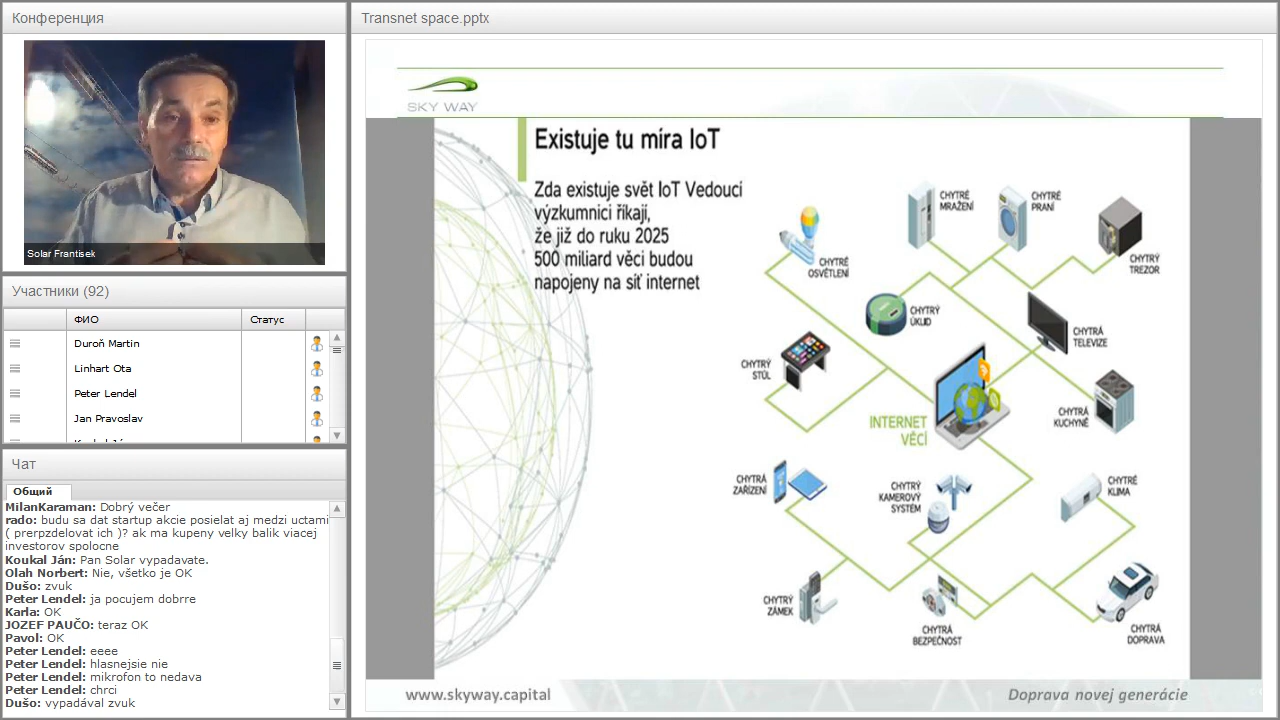 Конференция
Solar Frantisek
Участники (92)
ФИО
Статус
Duroň Martin
Linhart Ota
Peter Lendel
Jan Pravoslav
Чат
Общий
MilanKaraman: Dobrý večer
rado: budu sa dat startup akcie posielat aj medzi uctami
( prerpzdelovat ich )? ak ma kupeny velky balik viacej
investorov spolocne
Koukal Ján: Pan Solar vypadavate.
Olah Norbert: Nie, všetko je OK
Dušo: zvuk
Peter Lendel: ja pocujem dobrre
Karla: OK
JOZEF PAUČO: teraz OK
Pavol: OK
Peter Lendel: eeee
Peter Lendel: hlasnejsie nie
Peter Lendel: mikrofon to nedava
Peter Lendel: chrci
Dušo: vypadával zvuk
Transnet space.pptx
SKY WAY
Existuje tu míra IoT
Zda existuje svět IoT Vedoucí
výzkumnici říkají,
že již do ruku 2025
500 miliard věci budou
napojeny na síť internet
CHYTRÉ
OSVĚTLENÍ
CHYTRÉ
MRAŽENÍ
CHYTRÉ
PRANÍ
CHYTRÝ
TREZOR
CHYTRÝ
ÚKLID
CHYTRÁ
TELEVIZE
CHYTRÝ
STŮL
INTERNET
VĚCÍ
CHYTRÁ
KUCHYNĚ
CHYTRÁ
ZAŘÍZENÍ
CHYTRÝ
KAMEROVÝ
SYSTÉM
CHYTRÉ
KLIMA
CHYTRÝ
ZÁMEK
CHYTRÁ
BEZPEČNOST
CHYTRÁ
DOPRAVA
www.skyway.capital
Doprava novej generácie